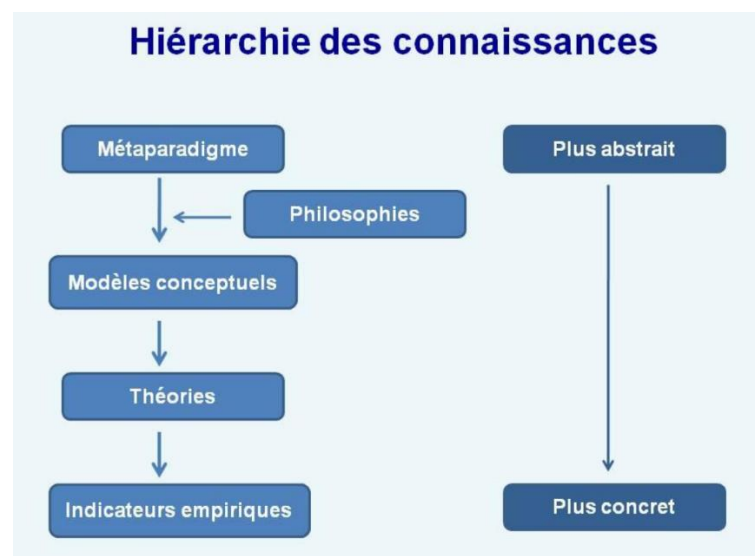 Hiérarchie des connaissances
Métaparadigme
Plus abstrait
Philosophies
Modèles conceptuels
Théories
Indicateurs empiriques
Plus concret